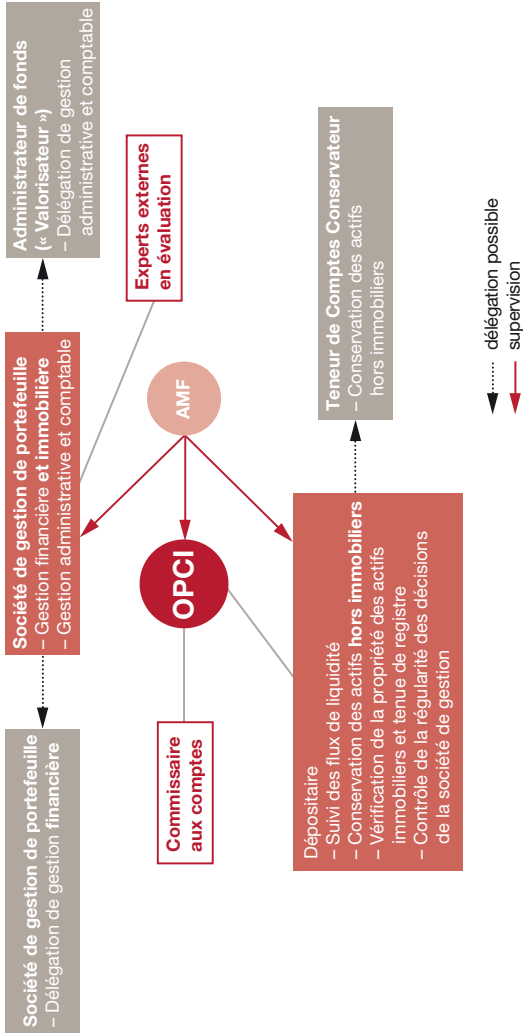 Société de gestion de portefeuille
– Délégation de gestion financière
Société de gestion de portefeuille
– Gestion financière et immobilière
– Gestion administrative et comptable
Administrateur de fonds
(« Valorisateur »)
– Délégation de gestion
administrative et comptable
Commissaire
aux comptes
OPCI
AMF
Experts externes
en évaluation
Dépositaire
– Suivi des flux de liquidité
– Conservation des actifs hors immobiliers
– Vérification de la propriété des actifs
immobiliers et tenue de registre
– Contrôle de la régularité des décisions
de la société de gestion
Teneur de Comptes Conservateur
– Conservation des actifs
hors immobiliers
délégation possible
supervision